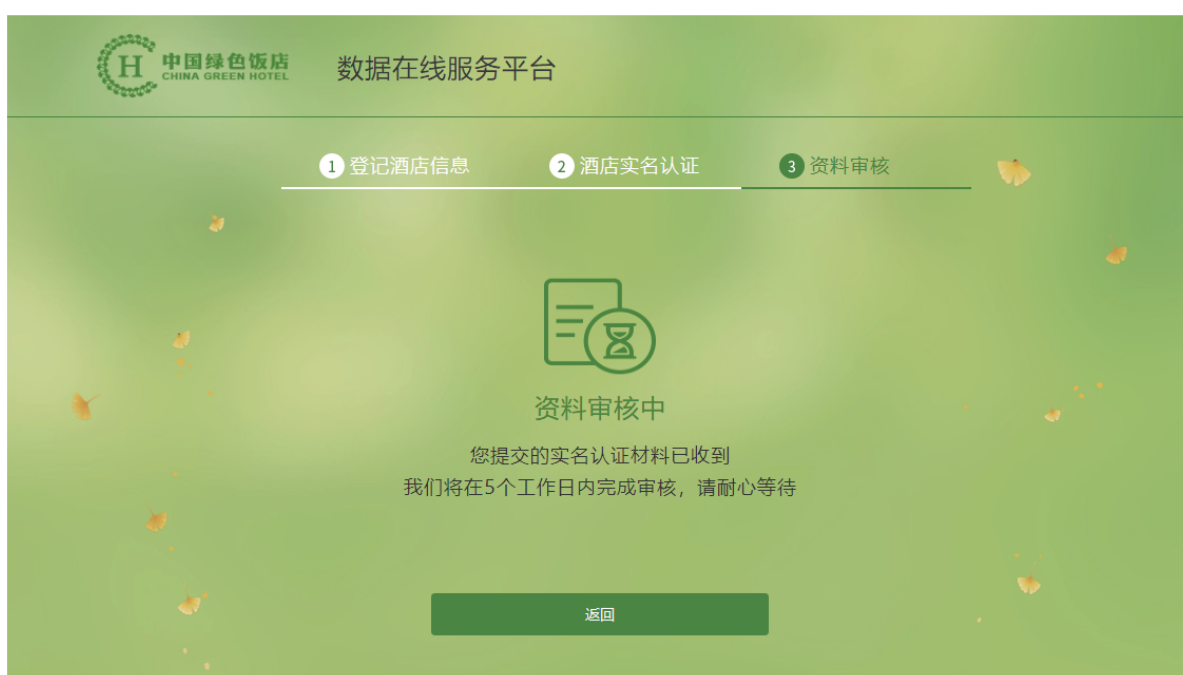 中国绿色饭店
CHINA GREEN HOTEL
数据在线服务平台
1 登记酒店信息 2 酒店实名认证 3 资料审核
资料审核中
您提交的实名认证材料已收到
我们将在5个工作日内完成审核，请耐心等待
返回